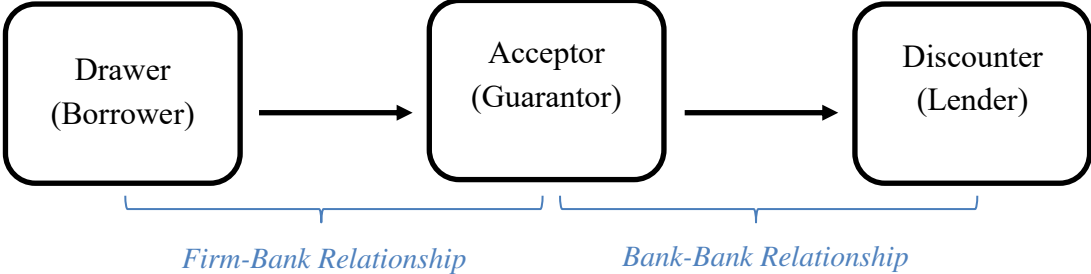 Drawer
(Borrower)
Acceptor
(Guarantor)
Discounter
(Lender)
Firm-Bank Relationship
Bank-Bank Relationship